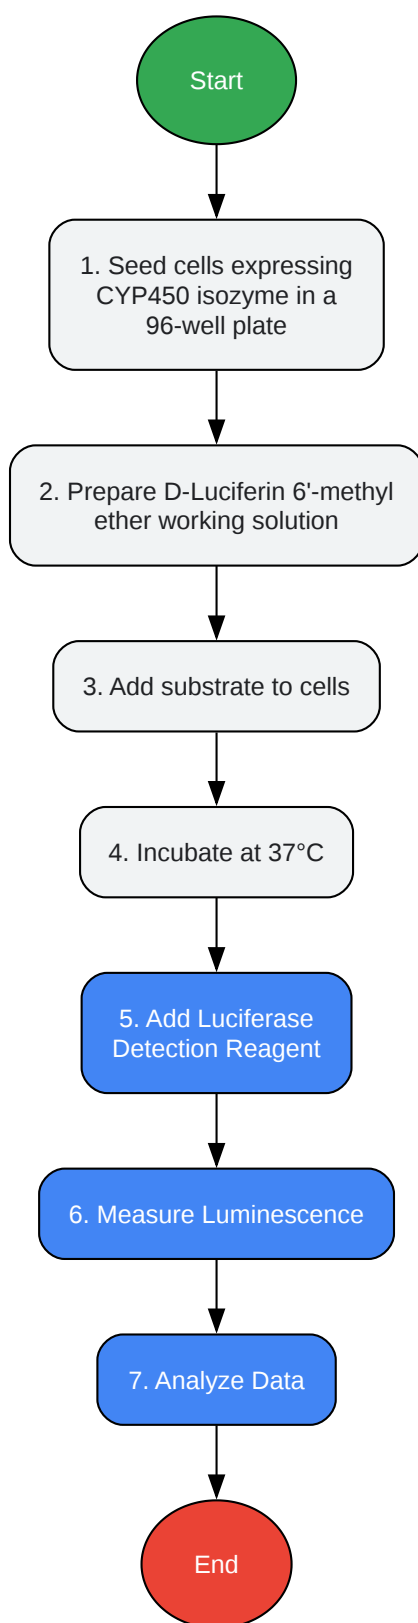 Start
1. Seed cells expressing
CYP450 isozyme in a
96-well plate
2. Prepare D-Luciferin 6'-methyl
ether working solution
3. Add substrate to cells
4. Incubate at 37°C
5. Add Luciferase
Detection Reagent
6. Measure Luminescence
7. Analyze Data
End